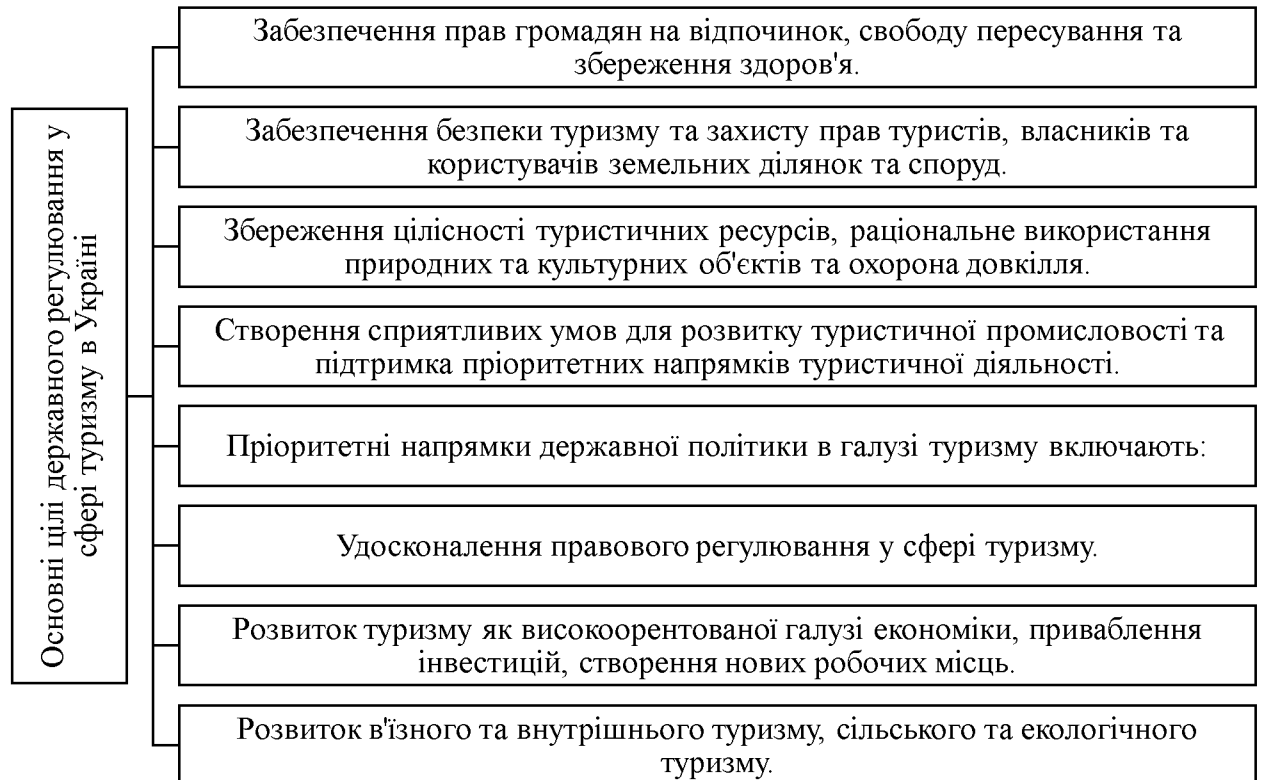 Основні цілі державного регулювання у
сфері туризму в Україні
Забезпечення прав громадян на відпочинок, свободу пересування та
збереження здоров'я.
Забезпечення безпеки туризму та захисту прав туристів, власників та
користувачів земельних ділянок та споруд.
Збереження цілісності туристичних ресурсів, раціональне використання
природних та культурних об'єктів та охорона довкілля.
Створення сприятливих умов для розвитку туристичної промисловості та
підтримка пріоритетних напрямків туристичної діяльності.
Пріоритетні напрямки державної політики в галузі туризму включають:
Удосконалення правового регулювання у сфері туризму.
Розвиток туризму як високоорентованої галузі економіки, приваблення
інвестицій, створення нових робочих місць.
Розвиток в'їзного та внутрішнього туризму, сільського та екологічного
туризму.